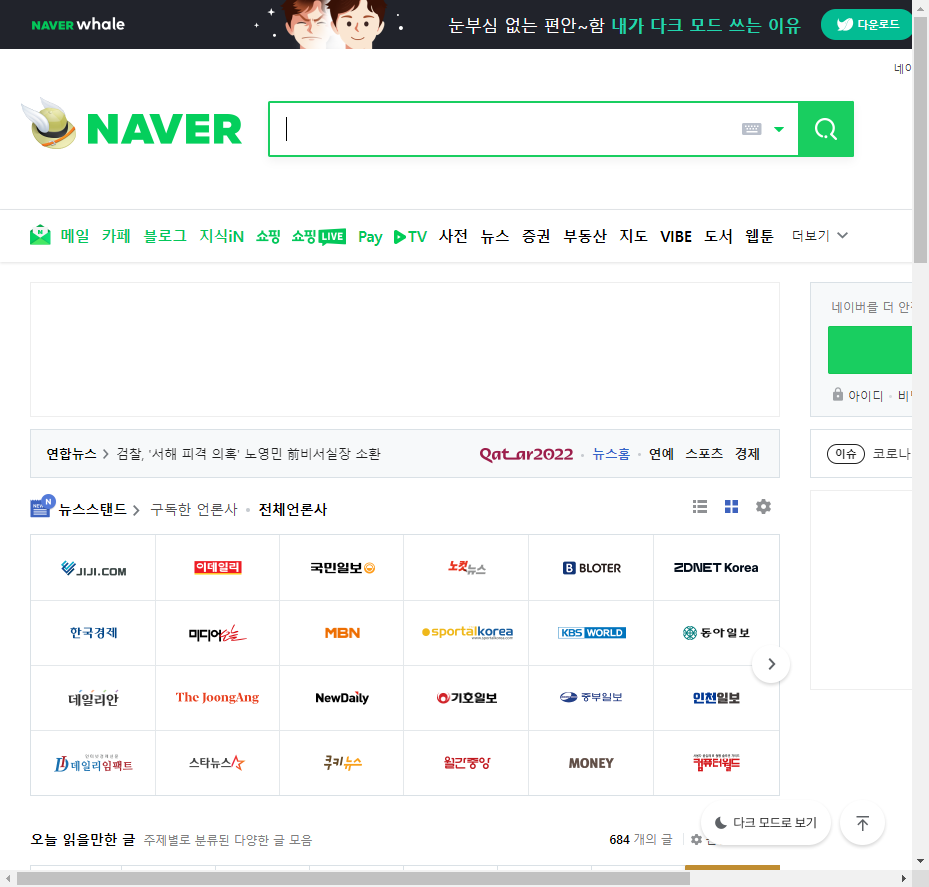 NAVER whale
눈부심 없는 편안~함 내가 다크 모드 쓰는 이유
다운로드
NAVER
메일 카페 블로그 지식iN 쇼핑 쇼핑LIVE Pay TV 사전 뉴스 증권 부동산 지도 VIBE 도서 웹툰 더보기
네이버를 더
아이디
연합뉴스 검찰, '서해 피격 의혹' 노영민 前비서실장 소환
Qatar2022 뉴스홈 연예 스포츠 경제
이슈 코로나
뉴스스탠드 구독한 언론사 전체언론사
JIJI.COM 이데일리 국민일보 노컷뉴스 BLOTER ZDNET Korea
한국경제 미디어오늘 MBN sportalkorea KBS WORLD 동아일보
데일리안 The JoongAng NewDaily 기호일보 중부일보 인천일보
데일리임팩트 스타뉴스 쿠키뉴스 월간중앙 MONEY 컴퓨터월드
다크 모드로 보기
오늘 읽을만한 글 주제별로 분류된 다양한 글 모음
684 개의 글